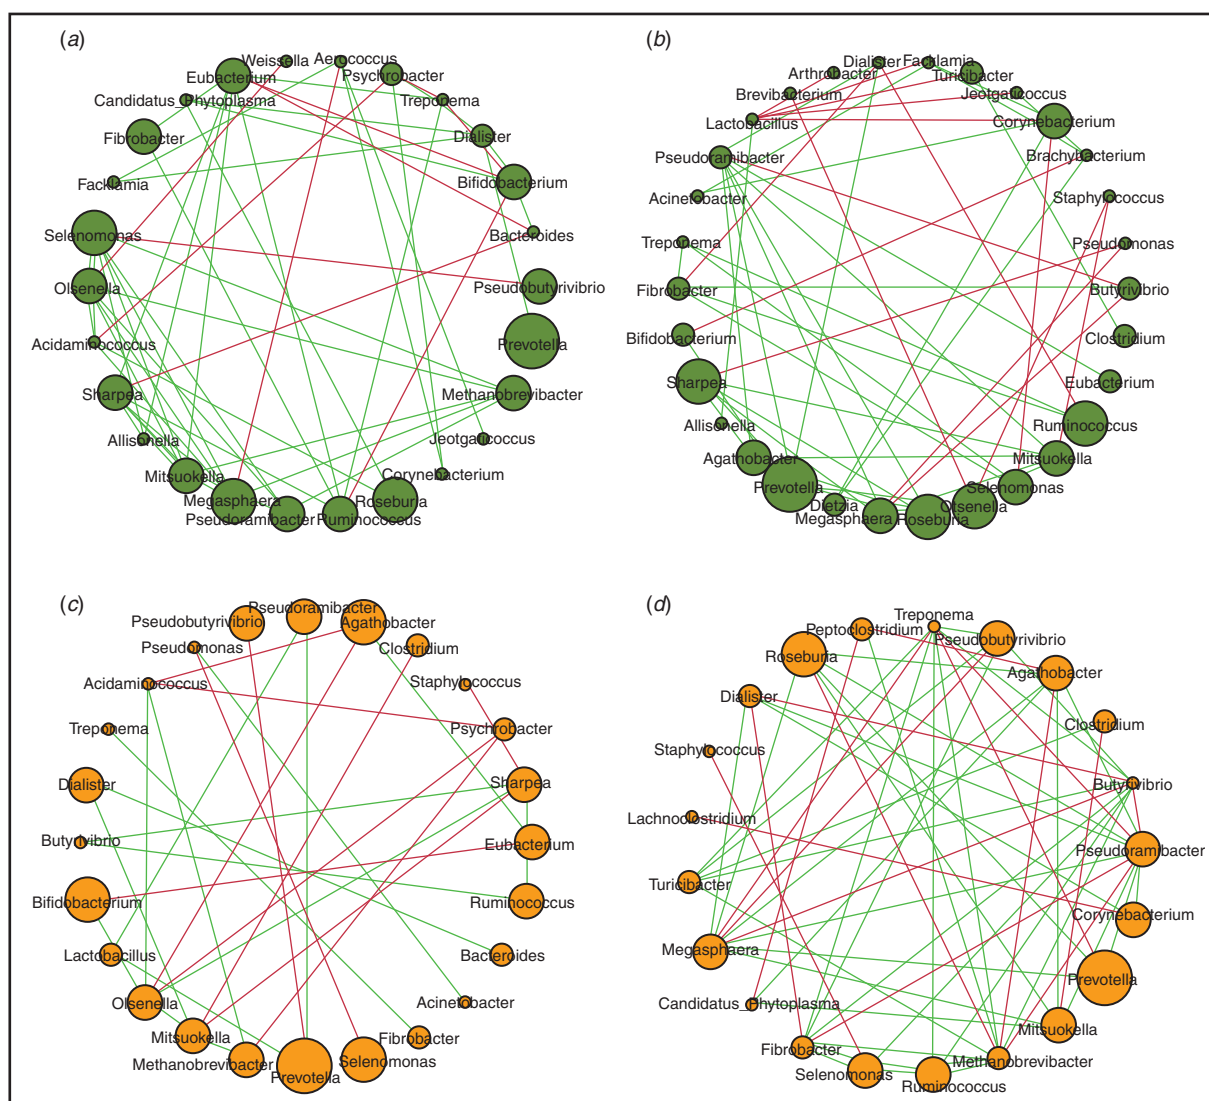 (a)
Weissella
Aerococcus
Eubacterium
Psychrobacter
Candidatus_Phytoplasma
Treponema
Fibrobacter
Dialister
Facklamia
Bifidobacterium
Selenomonas
Bacteroides
Olsenella
Pseudobutyrivibrio
Acidaminococcus
Prevotella
Sharpea
Methanobrevibacter
Allisonella
Jeotgaticoccus
Mitsuokella
Corynebacterium
Megasphaera
Roseburia
Pseudoramibacter
Ruminococcus
(b)
Dialister
Facklamia
Arthrobacter
Turicibacter
Brevibacterium
Jeotgaticoccus
Lactobacillus
Corynebacterium
Pseudoramibacter
Brachybacterium
Acinetobacter
Staphylococcus
Treponema
Pseudomonas
Fibrobacter
Butyrivibrio
Bifidobacterium
Clostridium
Sharpea
Eubacterium
Allisonella
Ruminococcus
Agathobacter
Mitsuokella
Prevotella
Selenomonas
Dietzia
Otsenella
Megasphaera
Roseburia
(c)
Pseudoramibacter
Pseudobutyrivibrio
Agathobacter
Pseudomonas
Clostridium
Acidaminococcus
Staphylococcus
Treponema
Psychrobacter
Dialister
Sharpea
Butyrivibrio
Eubacterium
Bifidobacterium
Ruminococcus
Lactobacillus
Bacteroides
Olsenella
Acinetobacter
Mitsuokella
Fibrobacter
Methanobrevibacter
Selenomonas
Prevotella
(d)
Treponema
Peptoclostridium
Pseudobutyrivibrio
Roseburia
Agathobacter
Dialister
Clostridium
Staphylococcus
Butyrivibrio
Lachnoclostridium
Pseudoramibacter
Turicibacter
Corynebacterium
Megasphaera
Prevotella
Candidatus_Phytoplasma
Mitsuokella
Fibrobacter
Methanobrevibacter
Selenomonas
Ruminococcus